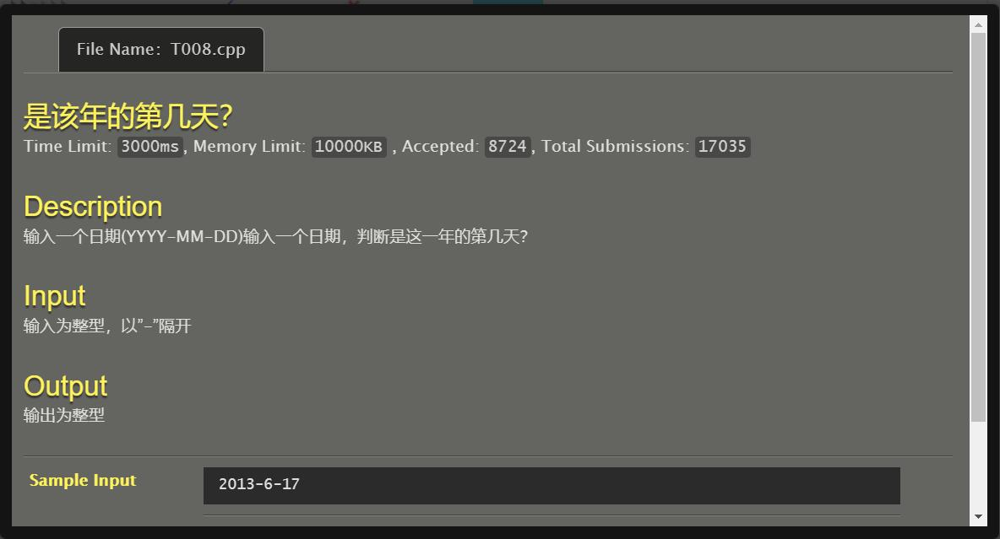 File Name: T008.cpp
是该年的第几天?
Time Limit: 3000ms, Memory Limit: 10000KB , Accepted: 8724, Total Submissions: 17035
Description
输入一个日期(YYYY-MM-DD)输入一个日期，判断是这一年的第几天?
Input
输入为整型，以”-”隔开
Output
输出为整型
Sample Input
2013-6-17